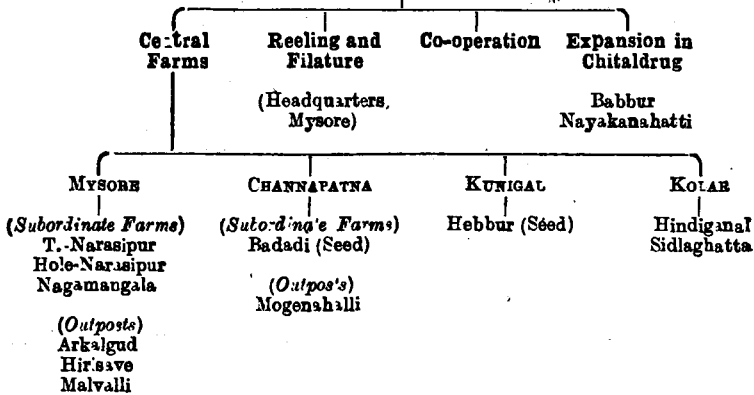 Central Farms
Reeling and Filature
(Headquarters, Mysore)
Co-operation
Expansion in Chitaldrug
Babbur
Nayakanahatti
MYSORE
(Subordinate Farms)
T.-Narasipur
Hole-Narasipur
Nagamangala
(Outposts)
Arkalgud
Hirisave
Malvalli
CHANNAPATNA
(Subordinate Farms)
Badadi (Seed)
(Outposts)
Mogenahalli
KUNIGAL
Hebbur (Seed)
KOLAR
Hindiganal
Sidlaghatta